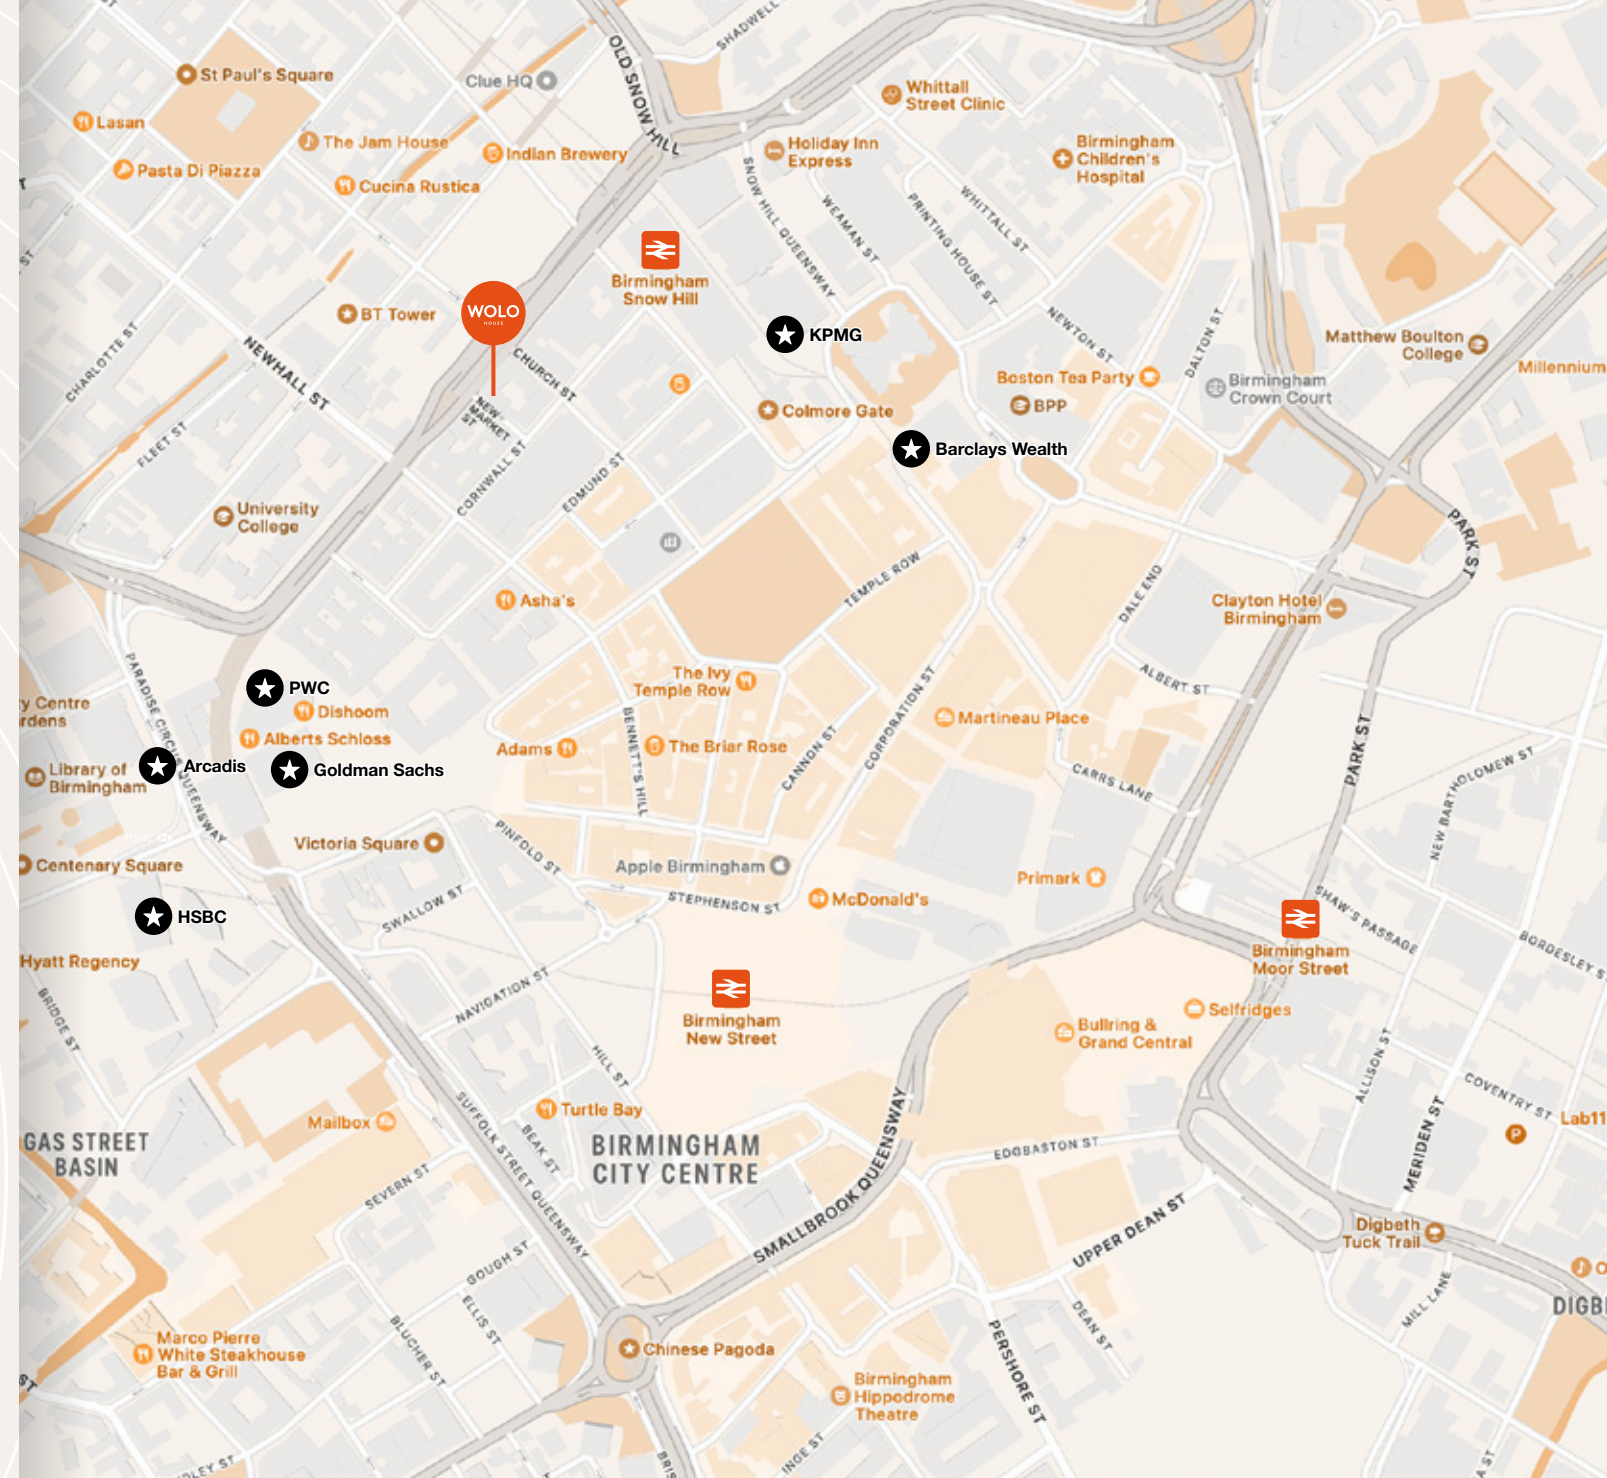 SHADWELL
OLD SNOW HILL
St Paul's Square
Clue HQ
Whittall
Street Clinic
Lasan
The Jam House
Indian Brewery
Holiday Inn
Express
Birmingham
Children's
Hospital
Pasta Di Piazza
Cucina Rustica
SNOW HILL QUEENSWAY
WEAMAN ST
PRINTING HOUSE ST
WHITTALL ST
ST
Birmingham
Snow Hill
BT Tower
WOLO
HOUSE
KPMG
NEWTON ST
DALTON ST
Matthew Boulton
College
Millennium
CHARLOTTE ST
NEWHALL ST
CHURCH ST
Boston Tea Party
Birmingham
Crown Court
BPP
Colmore Gate
NEW
MARKET
ST
Barclays Wealth
FLEET ST
CORNWALL ST
EDMUND ST
University
College
PARK ST
TEMPLE ROW
DALE END
Asha's
Clayton Hotel
Birmingham
PARADISE CIRCUS QUEENSWAY
PWC
Dishoom
The Ivy
Temple Row
ALBERT ST
ry Centre
rdens
Alberts Schloss
BENNETT'S HILL
CORPORATION ST
Martineau Place
PARK ST
Adams
The Briar Rose
CANNON ST
Arcadis
Goldman Sachs
Library of
Birmingham
CARRS LANE
NEW BARTHOLOMEW ST
Victoria Square
PINFOLD ST
Centenary Square
Apple Birmingham
Primark
McDonald's
STEPHENSON ST
SWALLOW ST
SHAW'S PASSAGE
HSBC
BORDESLEY S
Birmingham
Moor Street
Hyatt Regency
NAVIGATION ST
Birmingham
New Street
BRIDGE ST
Selfridges
Bullring &
Grand Central
HILL ST
ALLISON ST
COVENTRY ST
Mailbox
SUFFOLK STREET QUEENSWAY
Turtle Bay
Lab11
P
GAS STREET
BASIN
BEAK ST
BIRMINGHAM
CITY CENTRE
SMALLBROOK QUEENSWAY
EDGBASTON ST
MERIDEN ST
SEVERN ST
UPPER DEAN ST
Digbeth
Tuck Trail
GOUGH ST
O
DIGB
MILL LANE
ELLIS ST
BLUCHER ST
DEAN ST
PERSHORE ST
Marco Pierre
White Steakhouse
Bar & Grill
Chinese Pagoda
ST
Birmingham
Hippodrome
Theatre
INGE ST
DLEY ST
BRIS
A ST